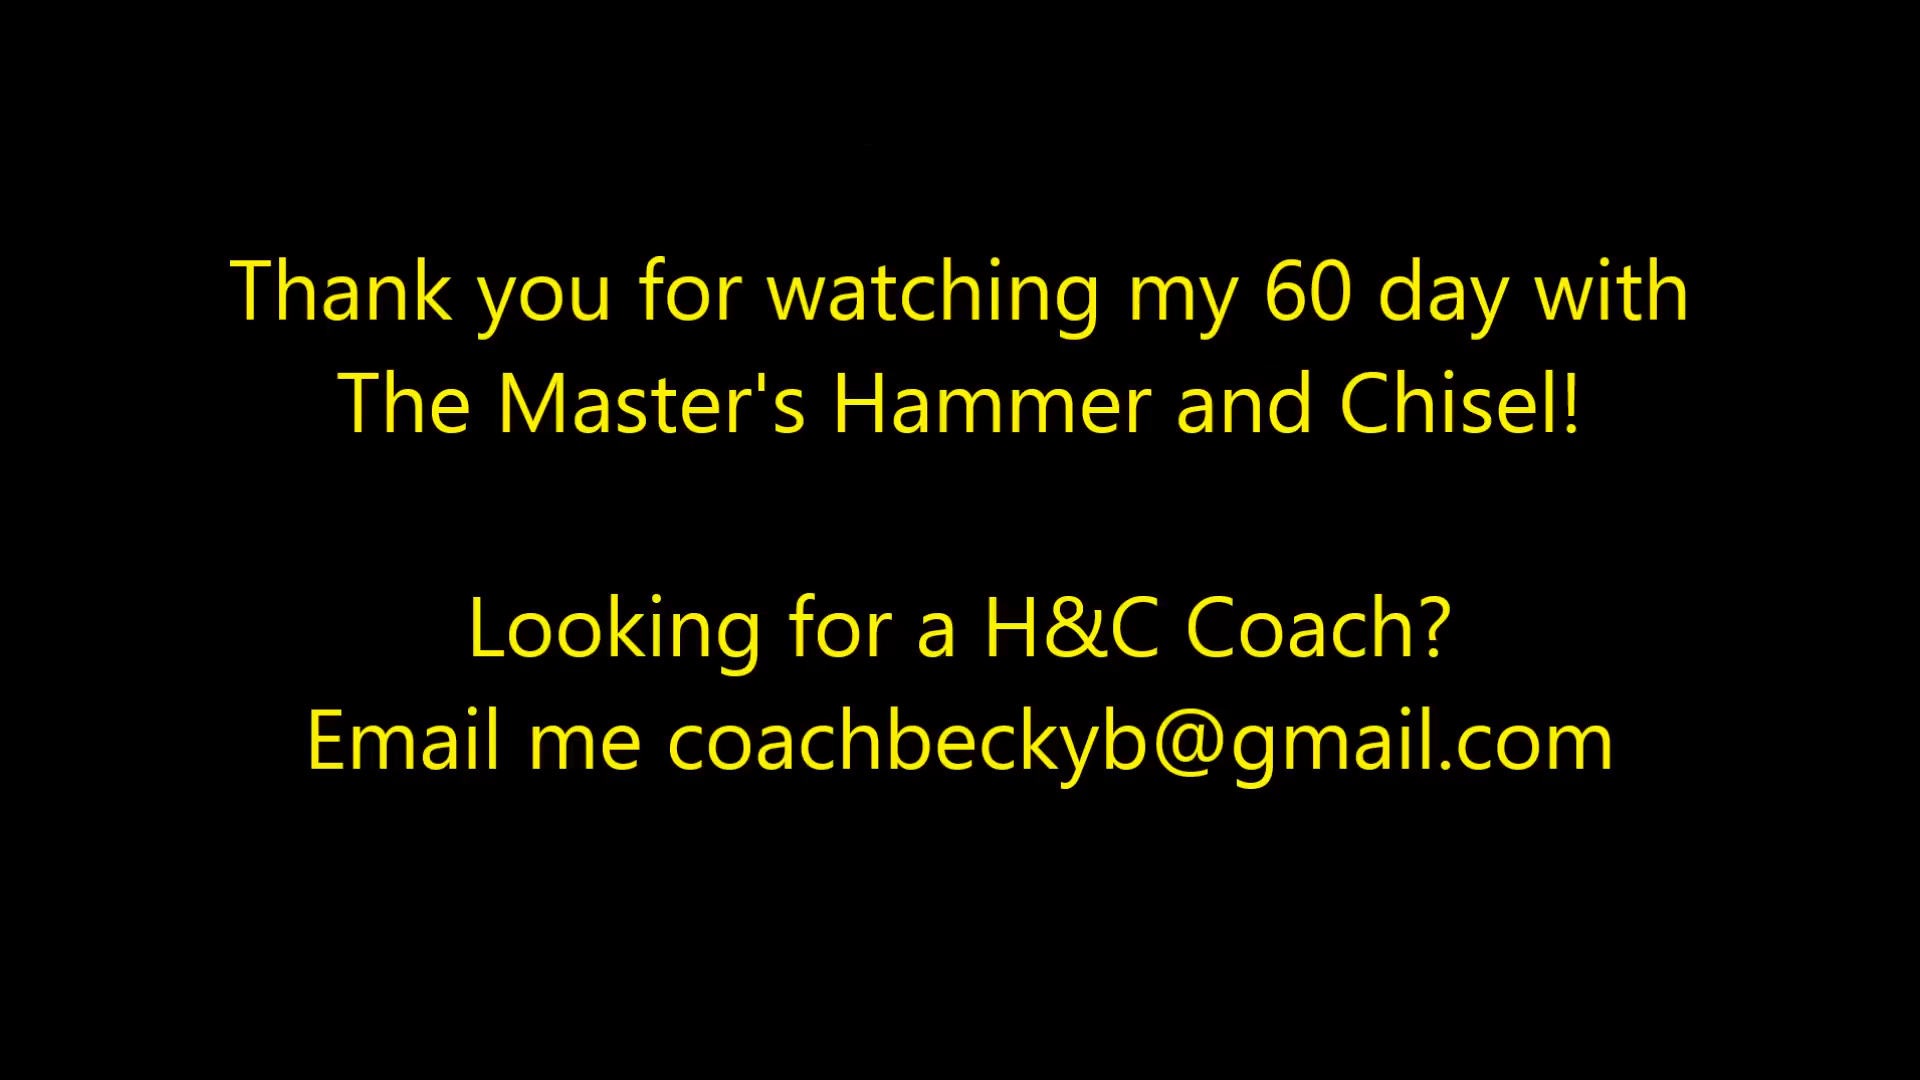 Thank you for watching my 60 day with
The Master's Hammer and Chisel!
Looking for a H&C Coach?
Email me coachbeckyb@gmail.com